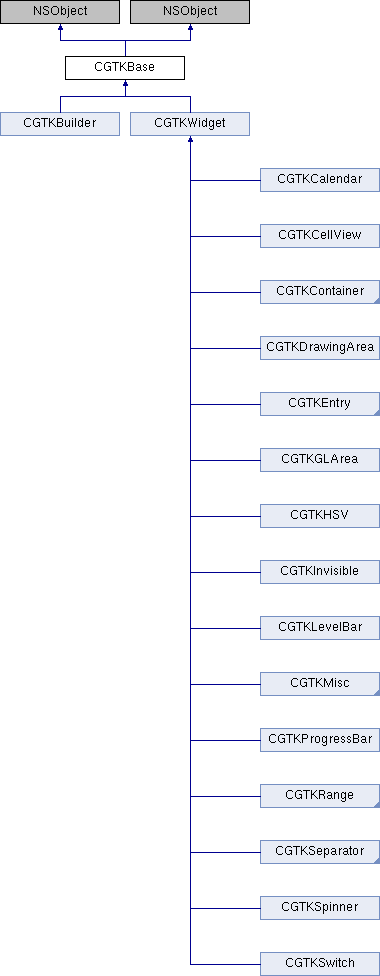 NSObject NSObject
CGTKBase
CGTKBuilder CGTKWidget
CGTKCalendar
CGTKCellView
CGTKContainer
CGTKDrawingArea
CGTKEntry
CGTKGLArea
CGTKHSV
CGTKInvisible
CGTKLevelBar
CGTKMisc
CGTKProgressBar
CGTKRange
CGTKSeparator
CGTKSpinner
CGTKSwitch